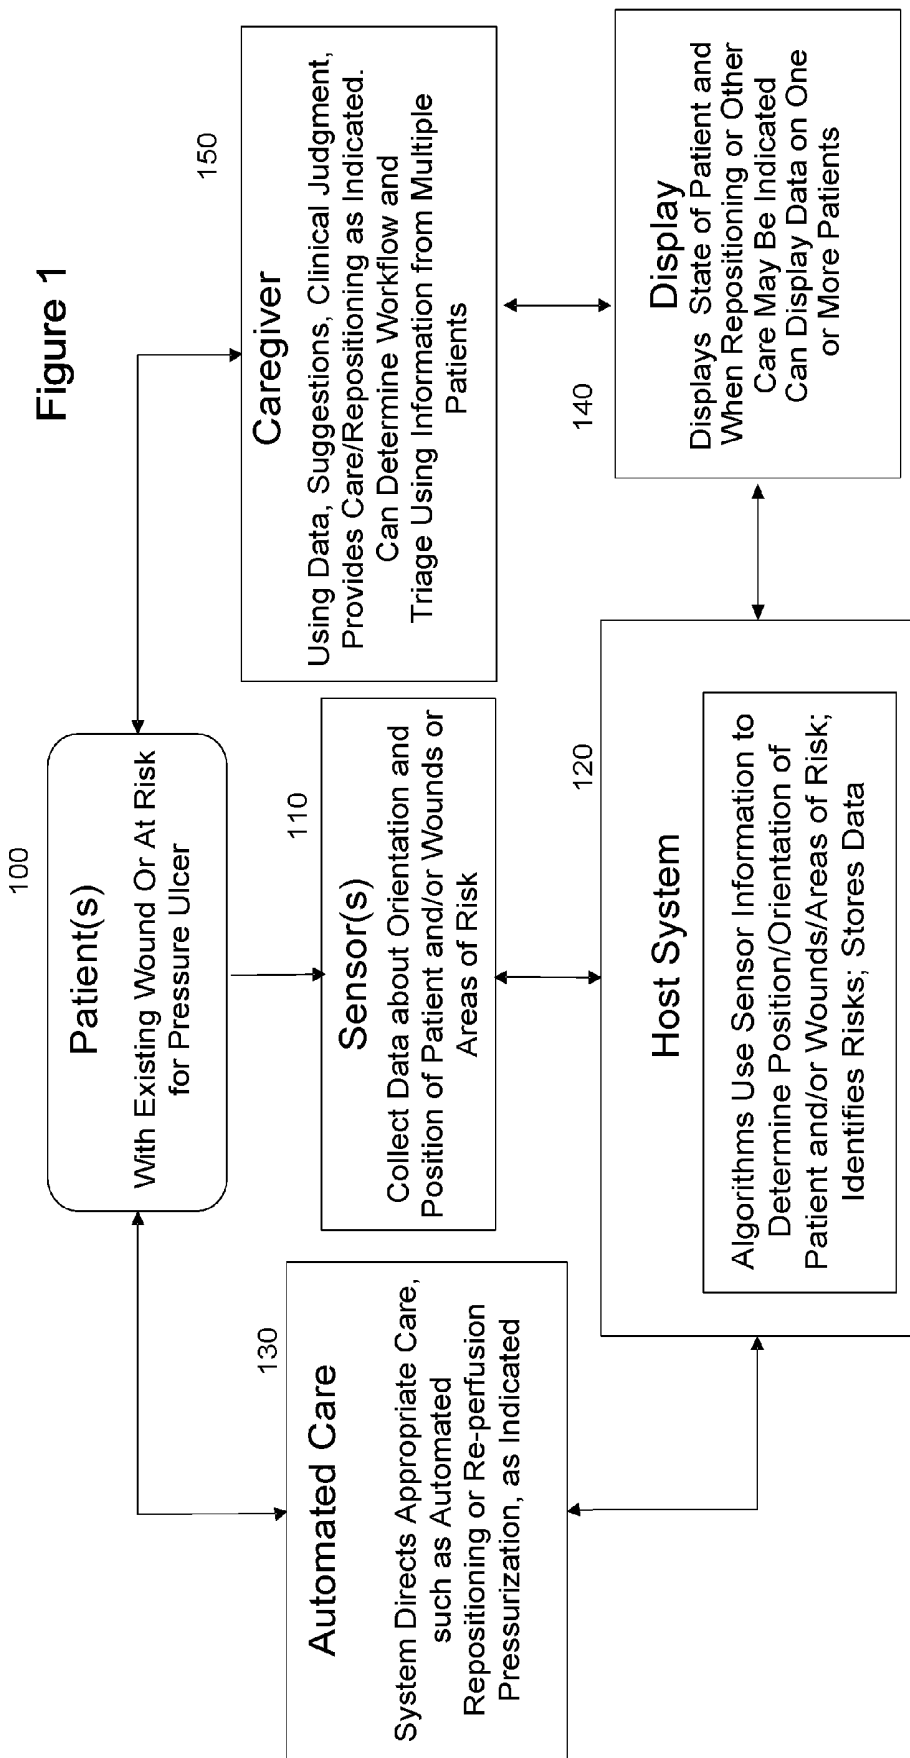 Figure 1
100
Patient(s)
With Existing Wound Or At Risk
for Pressure Ulcer
130
Automated Care
System Directs Appropriate Care,
such as Automated
Repositioning or Re-perfusion
Pressurization, as Indicated
110
Sensor(s)
Collect Data about Orientation and
Position of Patient and/or Wounds or
Areas of Risk
150
Caregiver
Using Data, Suggestions, Clinical Judgment,
Provides Care/Repositioning as Indicated.
Can Determine Workflow and
Triage Using Information from Multiple
Patients
120
Host System
Algorithms Use Sensor Information to
Determine Position/Orientation of
Patient and/or Wounds/Areas of Risk;
Identifies Risks; Stores Data
140
Display
Displays State of Patient and
When Repositioning or Other
Care May Be Indicated
Can Display Data on One
or More Patients